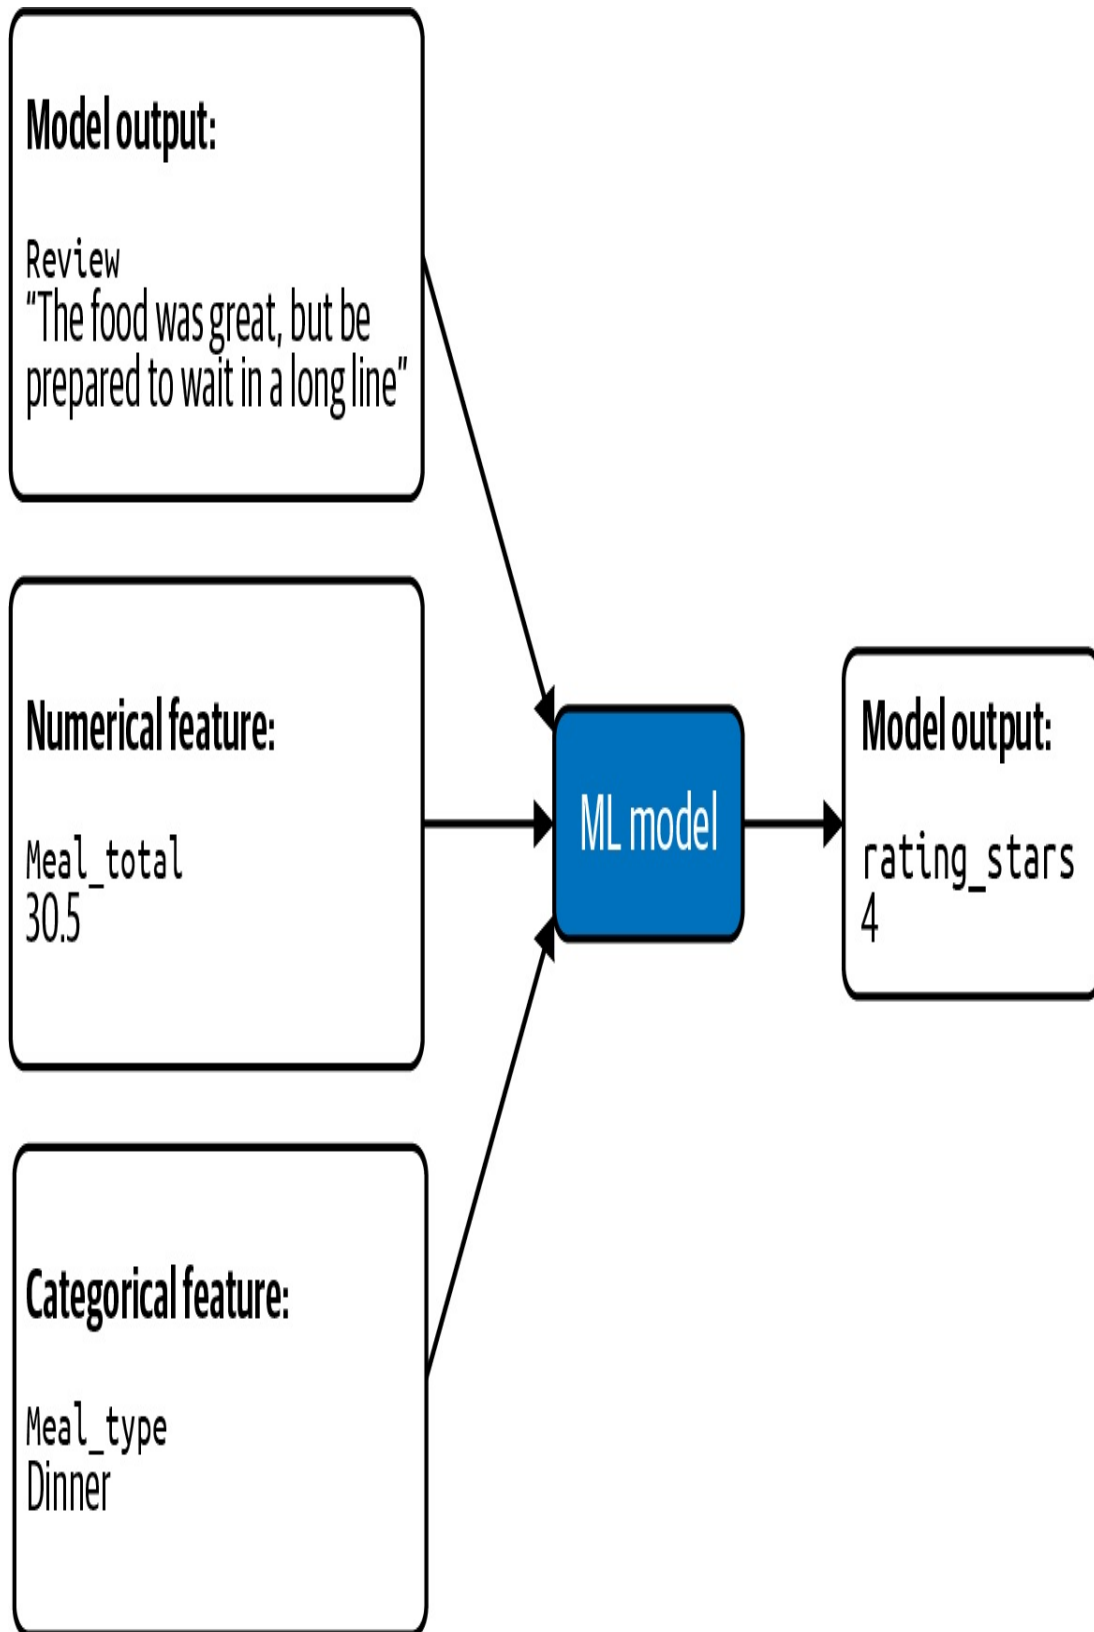 Model output:
Review
"The food was great, but be
prepared to wait in a long line"
Numerical feature:
Meal_total
30.5
Categorical feature:
Meal_type
Dinner
ML model
Model output:
rating_stars
4